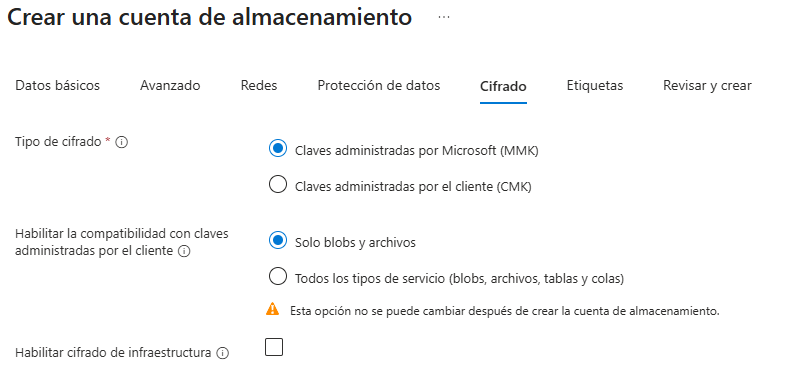 Crear una cuenta de almacenamiento ...
Datos básicos Avanzado Redes Protección de datos Cifrado Etiquetas Revisar y crear
Tipo de cifrado *
Claves administradas por Microsoft (MMK)
Claves administradas por el cliente (CMK)
Habilitar la compatibilidad con claves
administradas por el cliente
Solo blobs y archivos
Todos los tipos de servicio (blobs, archivos, tablas y colas)
Esta opción no se puede cambiar después de crear la cuenta de almacenamiento.
Habilitar cifrado de infraestructura